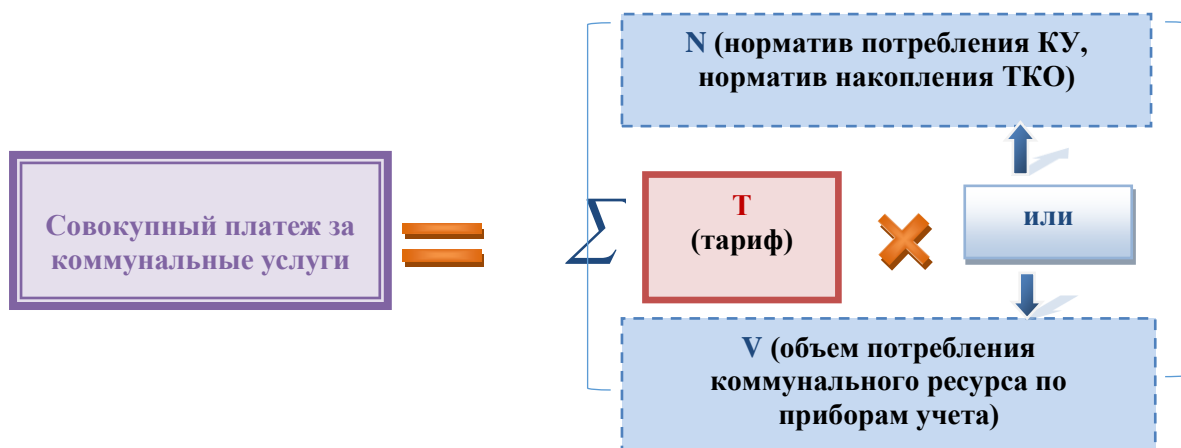 N (норматив потребления КУ,
норматив накопления ТКО)
Совокупный платеж за
коммунальные услуги
=
∑
Т
(тариф)
×
или
V (объем потребления
коммунального ресурса по
приборам учета)